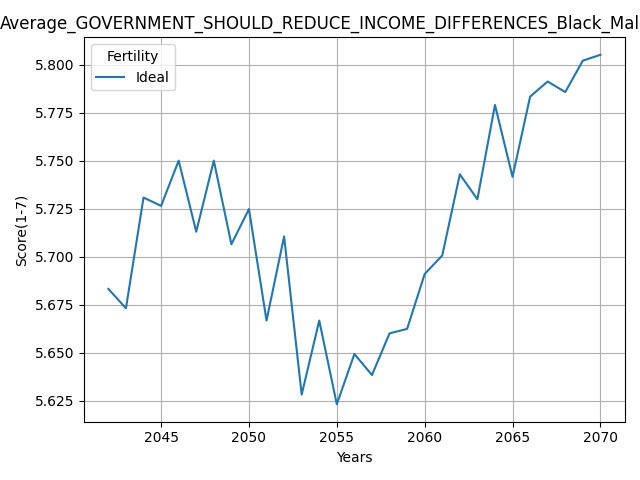 Average_GOVERNMENT_SHOULD_REDUCE_INCOME_DIFFERENCES_Black_Mal
Fertility
Ideal
5.800
5.775
5.750
5.725
5.700
5.675
5.650
5.625
Score(1-7)
2045 2050 2055 2060 2065 2070
Years